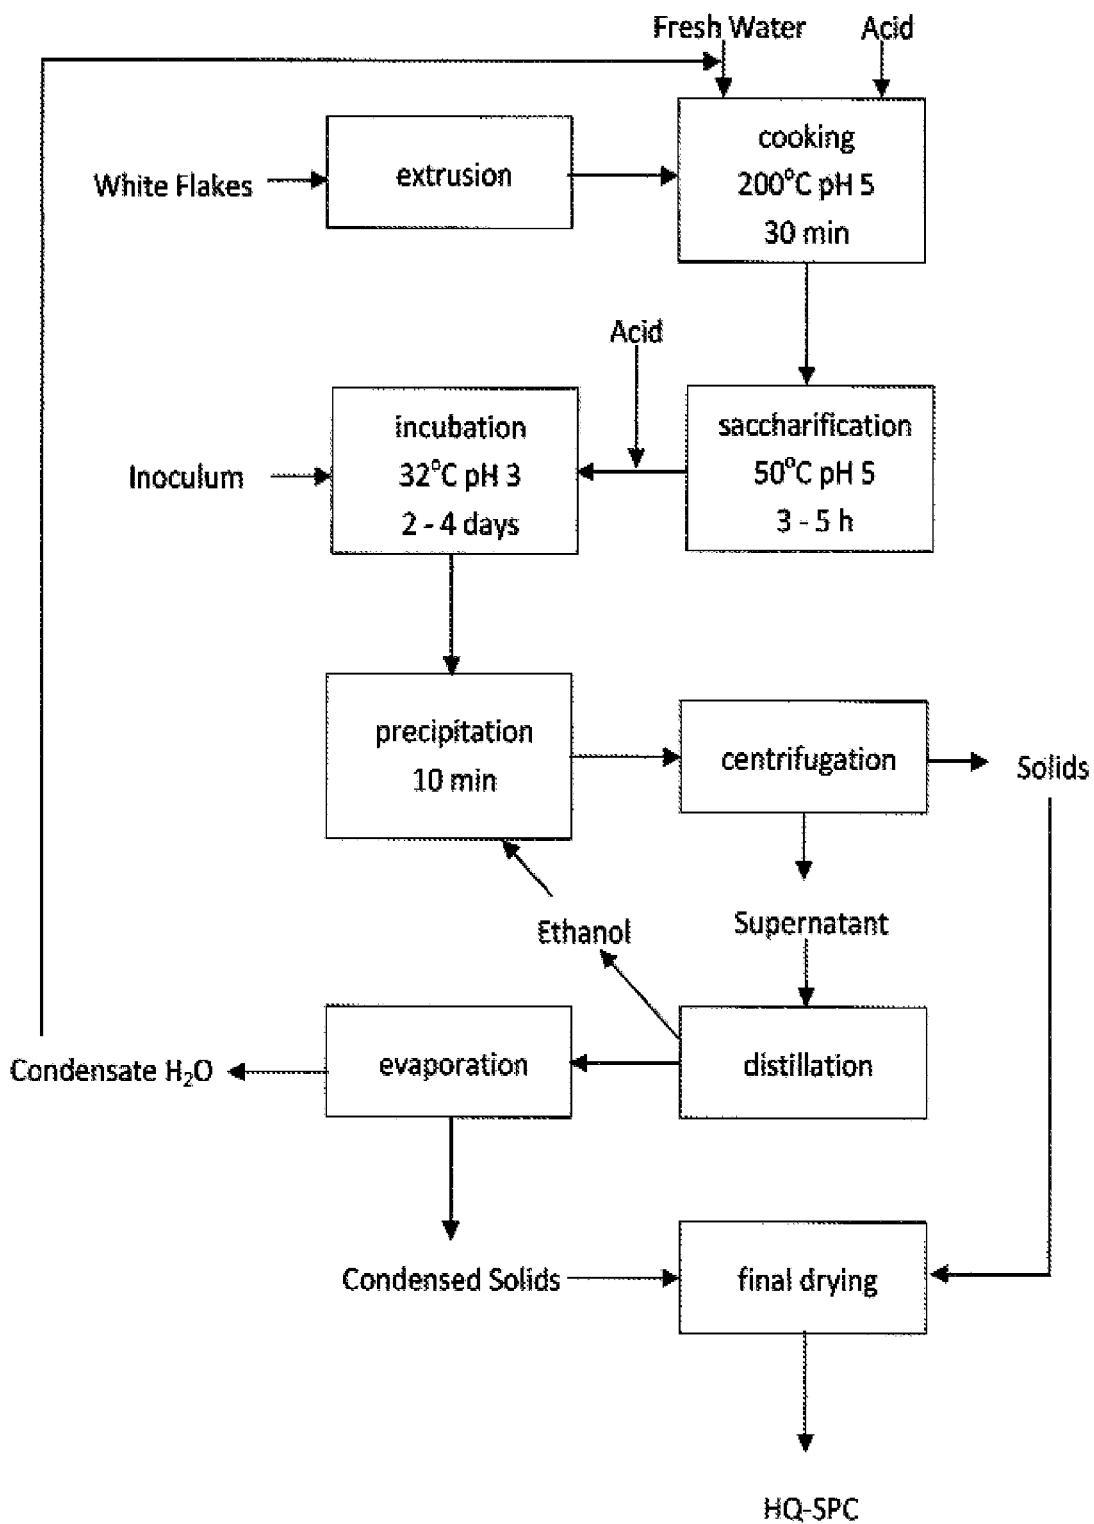 Fresh Water
Acid
White Flakes
extrusion
cooking
200°C pH 5
30 min
Acid
Inoculum
incubation
32°C pH 3
2 - 4 days
saccharification
50°C pH 5
3 - 5 h
precipitation
10 min
centrifugation
Solids
Ethanol
Supernatant
Condensate H₂O
evaporation
distillation
Condensed Solids
final drying
HQ-SPC